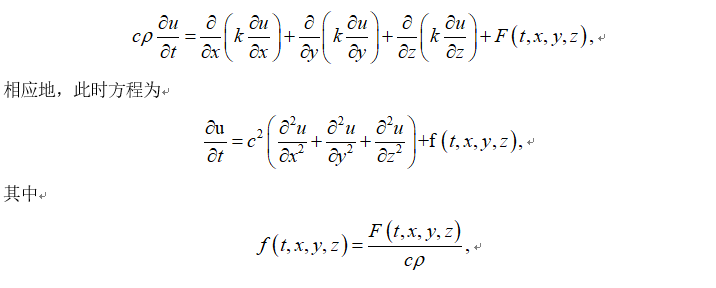 cρ ∂u/∂t = ∂/∂x (k ∂u/∂x) + ∂/∂y (k ∂u/∂y) + ∂/∂z (k ∂u/∂z) + F(t,x,y,z),
相应地，此时方程为
∂u/∂t = c² (∂²u/∂x² + ∂²u/∂y² + ∂²u/∂z²) + f(t,x,y,z),
其中
f(t,x,y,z) = F(t,x,y,z)/cρ,